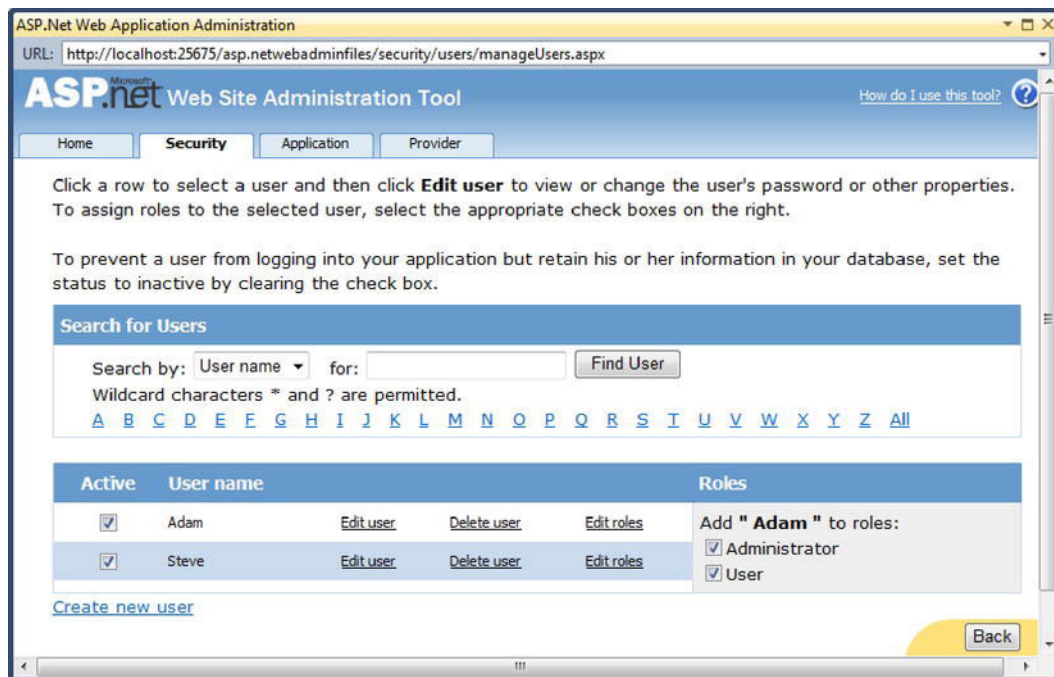 ASP.Net Web Application Administration
URL: http://localhost:25675/asp.netwebadminfiles/security/users/manageUsers.aspx
Microsoft
ASP.net Web Site Administration Tool
How do I use this tool? ?
Home Security Application Provider
Click a row to select a user and then click Edit user to view or change the user's password or other properties.
To assign roles to the selected user, select the appropriate check boxes on the right.
To prevent a user from logging into your application but retain his or her information in your database, set the
status to inactive by clearing the check box.
Search for Users
Search by: User name for: Find User
Wildcard characters * and ? are permitted.
A B C D E F G H I J K L M N O P Q R S T U V W X Y Z All
Active User name Roles
Adam Edit user Delete user Edit roles
Add " Adam " to roles:
Administrator
Steve Edit user Delete user Edit roles
User
Create new user
Back